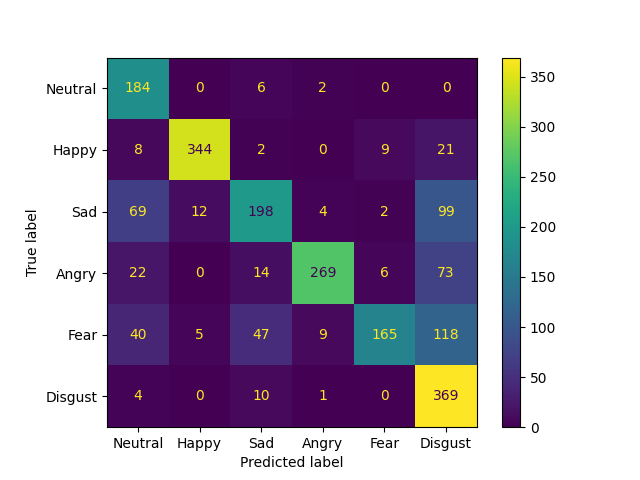 Neutral 184 0 6 2 0 0
Happy 8 344 2 0 9 21
Sad 69 12 198 4 2 99
Angry 22 0 14 269 6 73
Fear 40 5 47 9 165 118
Disgust 4 0 10 1 0 369
Neutral Happy Sad Angry Fear Disgust
Predicted label
True label
350
300
250
200
150
100
50
0